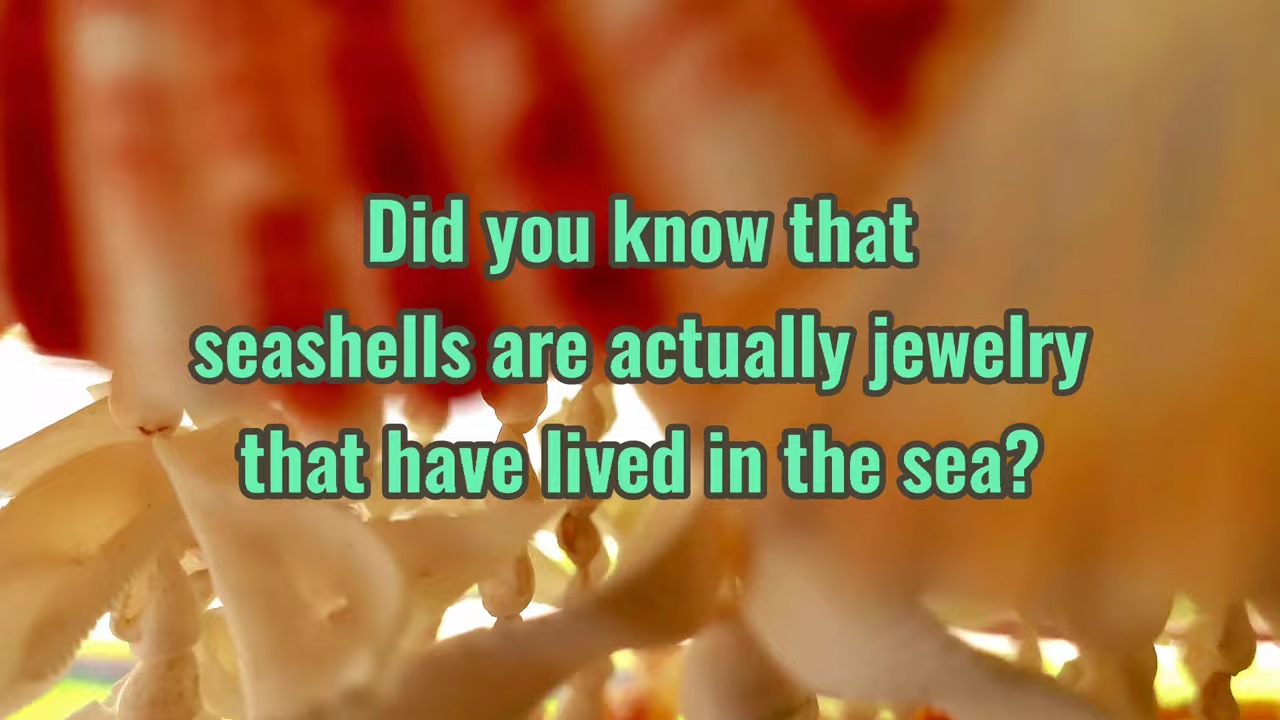 Did you know that
seashells are actually jewelry
that have lived in the sea?